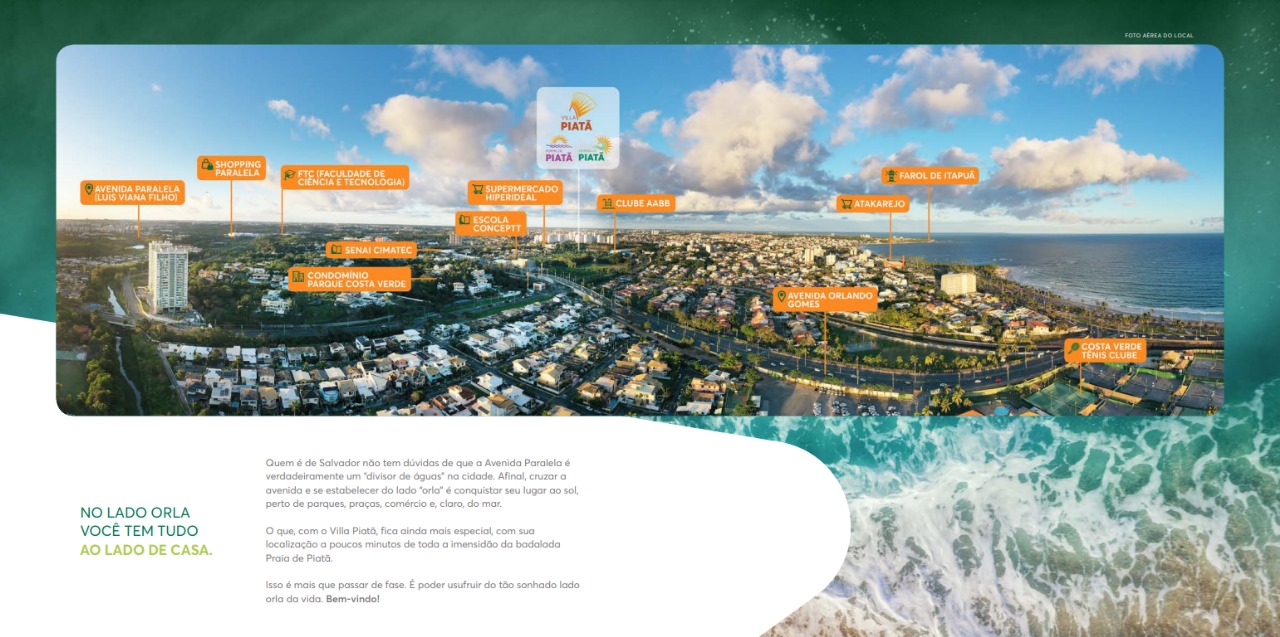 FOTO AÉREA DO LOCAL
VILLA
PIATÃ
PIATÃ
PIATÃ
SHOPPING
PARALELA
FTC (FACULDADE DE
CIÊNCIA E TECNOLOGIA)
AVENIDA PARALELA
(LUIS VIANA FILHO)
SUPERMERCADO
HIPERIDEAL
CLUBE AABB
ESCOLA
CONCEPTT
SENAI CIMATEC
CONDOMÍNIO
PARQUE COSTA VERDE
FAROL DE ITAPUÃ
ATAKAREJO
AVENIDA ORLANDO
GOMES
COSTA VERDE
TÊNIS CLUBE
NO LADO ORLA
VOCÊ TEM TUDO
AO LADO DE CASA.
Quem é de Salvador não tem dúvidas de que a Avenida Paralela é
verdadeiramente um “divisor de águas” na cidade. Afinal, cruzar a
avenida e se estabelecer do lado “orla” é conquistar seu lugar ao sol,
perto de parques, praças, comércio e, claro, do mar.
O que, com o Villa Piatã, fica ainda mais especial, com sua
localização a poucos minutos de toda a imensidão da badalada
Praia de Piatã.
Isso é mais que passar de fase. É poder usufruir do tão sonhado lado
orla da vida. Bem-vindo!